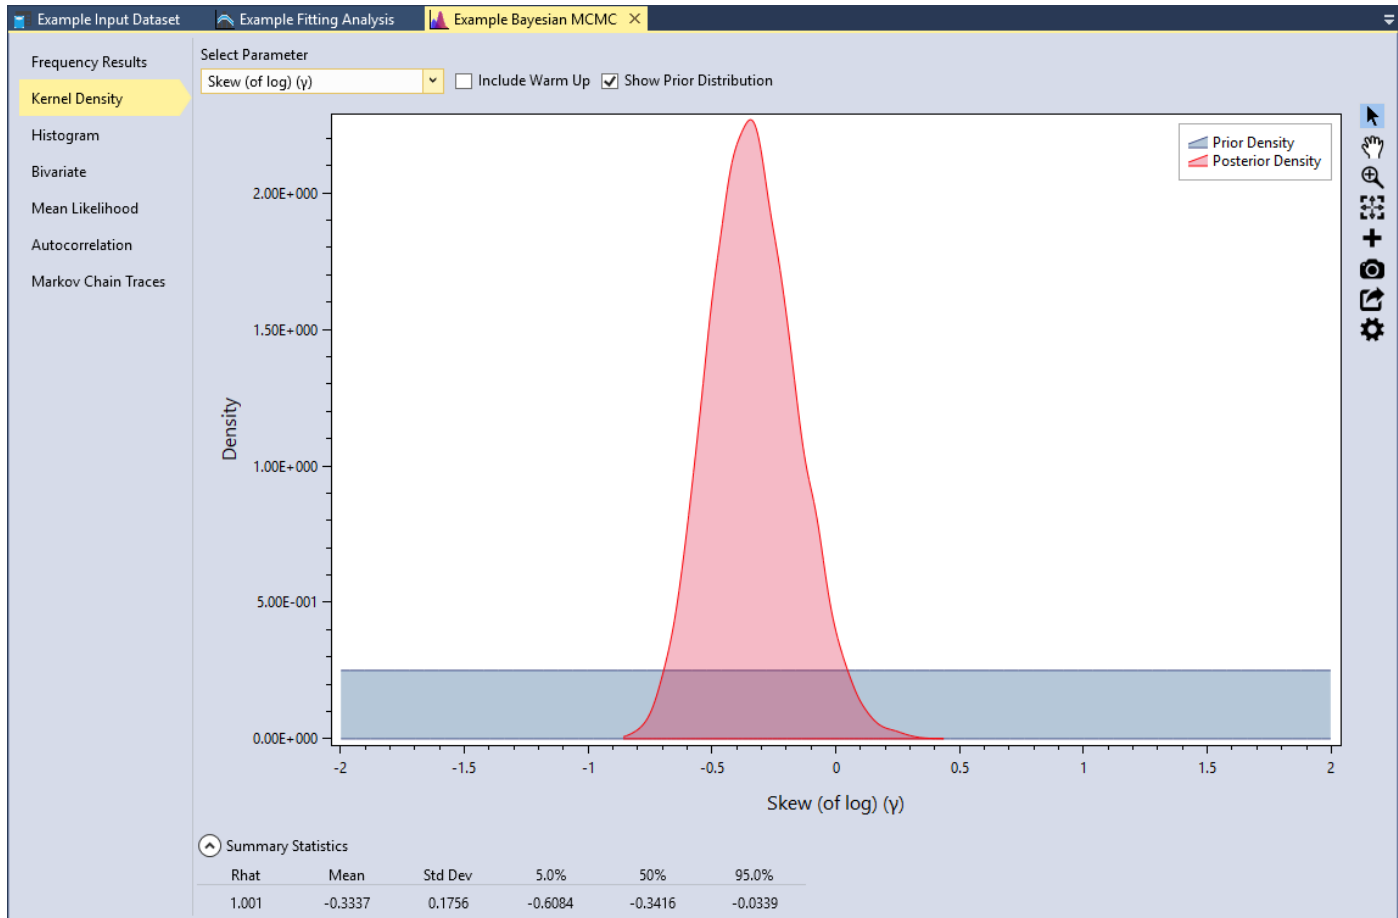 Example Input Dataset Example Fitting Analysis Example Bayesian MCMC
Frequency Results
Kernel Density
Histogram
Bivariate
Mean Likelihood
Autocorrelation
Markov Chain Traces
Select Parameter
Skew (of log) (γ) Include Warm Up Show Prior Distribution
Prior Density
Posterior Density
2.00E+000
1.50E+000
1.00E+000
5.00E-001
0.00E+000
Density
-2 -1.5 -1 -0.5 0 0.5 1 1.5 2
Skew (of log) (γ)
Summary Statistics
Rhat Mean Std Dev 5.0% 50% 95.0%
1.001 -0.3337 0.1756 -0.6084 -0.3416 -0.0339